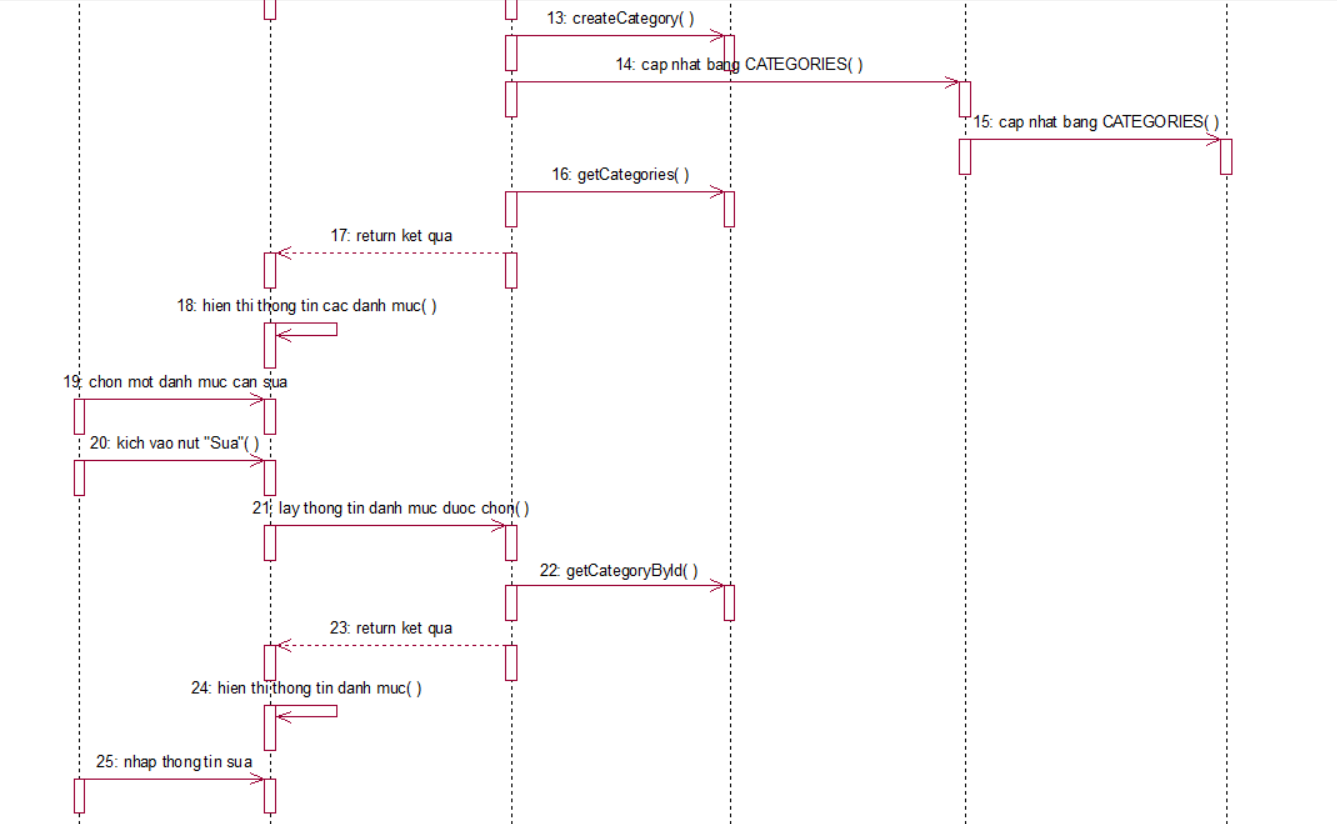 13: createCategory( )
14: cap nhat bang CATEGORIES( )
15: cap nhat bang CATEGORIES( )
16: getCategories( )
17: return ket qua
18: hien thi thong tin cac danh muc( )
19: chon mot danh muc can sua
20: kich vao nut "Sua"( )
21: lay thong tin danh muc duoc chon( )
22: getCategoryById( )
23: return ket qua
24: hien thi thong tin danh muc( )
25: nhap thong tin sua